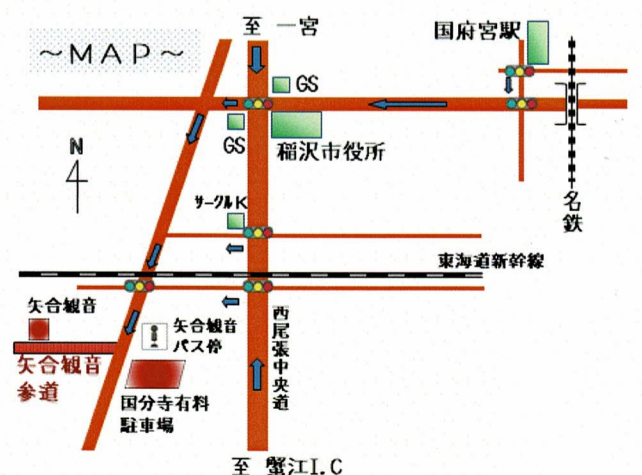 至 一宮
国府宮駅
～MAP～
GS
GS
稲沢市役所
N
名鉄
サークルK
東海道新幹線
矢合観音
矢合観音
バス停
矢合観音
参道
西尾張中央道
国分寺有料
駐車場
至 蟹江I.C